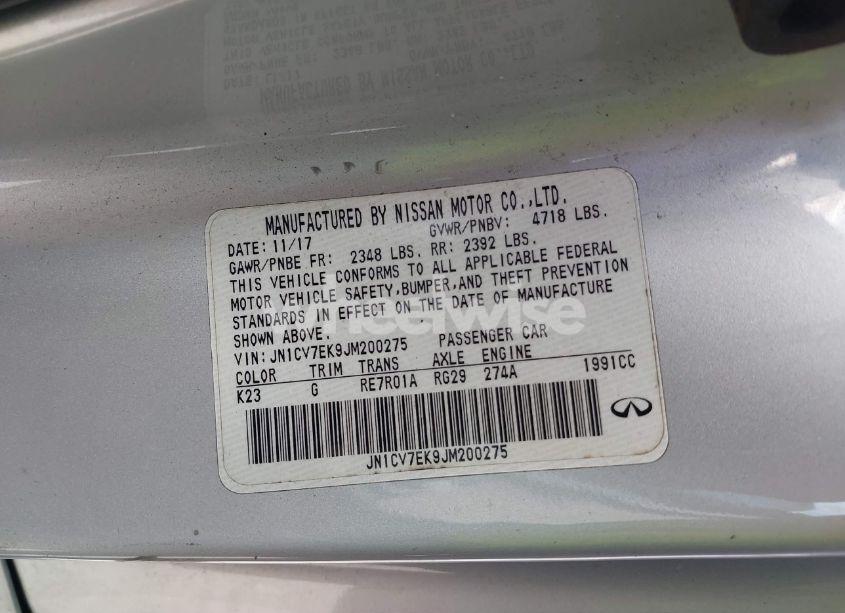 MANUFACTURED BY NISSAN MOTOR CO.,LTD.
DATE: 11/17 GVWR/PNBV: 4718 LBS.
GAWR/PNBE FR: 2348 LBS. RR: 2392 LBS.
THIS VEHICLE CONFORMS TO ALL APPLICABLE FEDERAL
MOTOR VEHICLE SAFETY,BUMPER,AND THEFT PREVENTION
STANDARDS IN EFFECT ON THE DATE OF MANUFACTURE
SHOWN ABOVE.
VIN: JN1CV7EK9JM200275 PASSENGER CAR
COLOR TRIM TRANS AXLE ENGINE
K23 G RE7R01A RG29 274A 1991CC
JN1CV7EK9JM200275
wheelwise